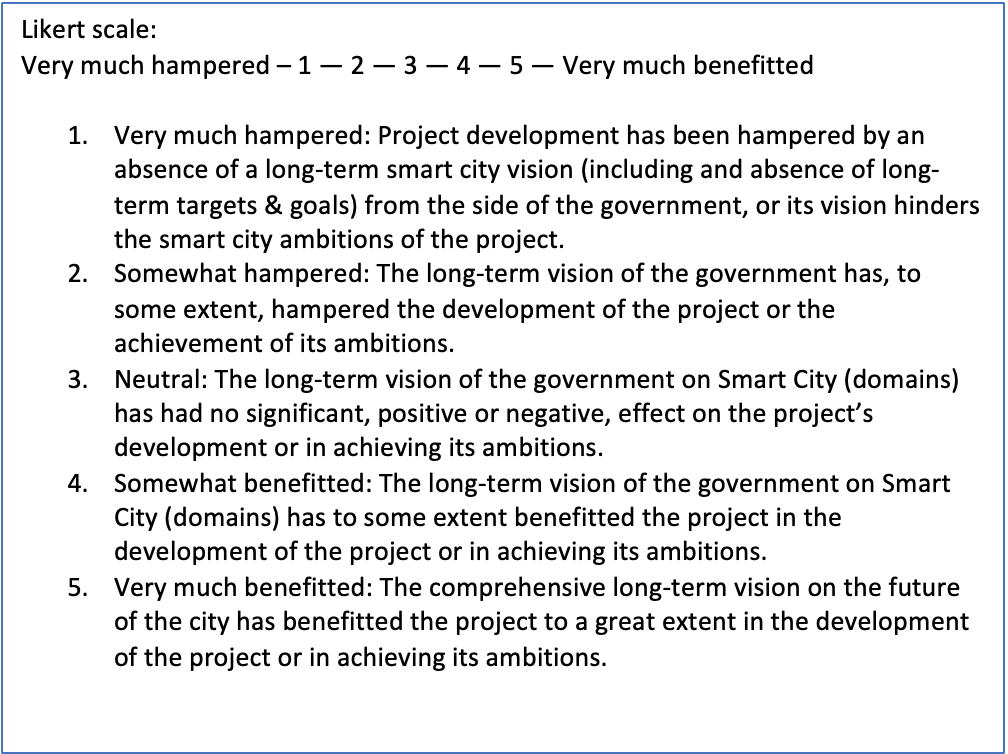 Likert scale:
Very much hampered – 1 — 2 — 3 — 4 — 5 — Very much benefitted
1. Very much hampered: Project development has been hampered by an
absence of a long-term smart city vision (including and absence of long-
term targets & goals) from the side of the government, or its vision hinders
the smart city ambitions of the project.
2. Somewhat hampered: The long-term vision of the government has, to
some extent, hampered the development of the project or the
achievement of its ambitions.
3. Neutral: The long-term vision of the government on Smart City (domains)
has had no significant, positive or negative, effect on the project’s
development or in achieving its ambitions.
4. Somewhat benefitted: The long-term vision of the government on Smart
City (domains) has to some extent benefitted the project in the
development of the project or in achieving its ambitions.
5. Very much benefitted: The comprehensive long-term vision on the future
of the city has benefitted the project to a great extent in the development
of the project or in achieving its ambitions.